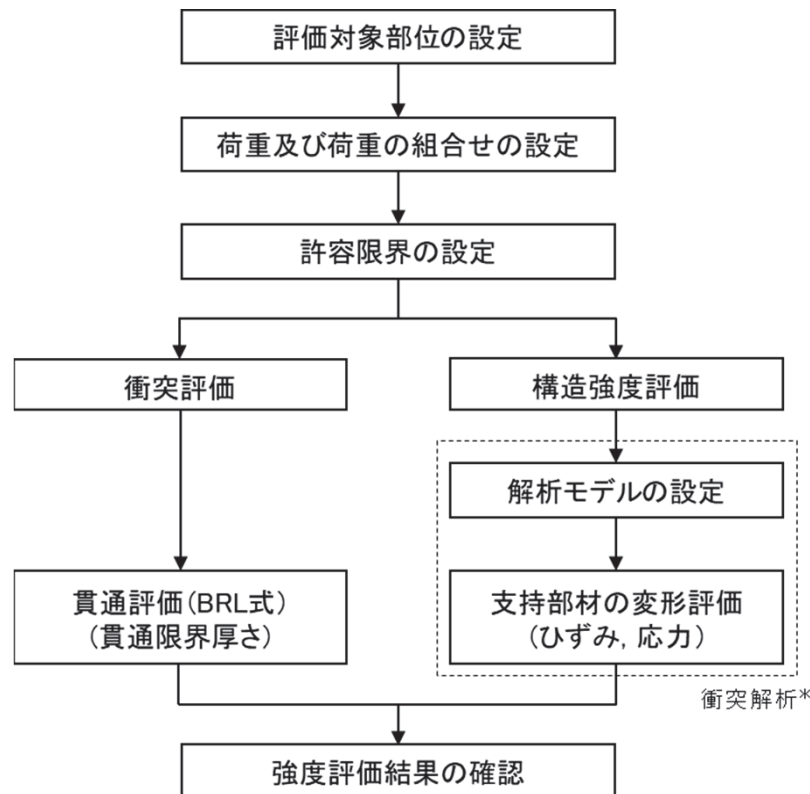 評価対象部位の設定
荷重及び荷重の組合せの設定
許容限界の設定
衝突評価
構造強度評価
解析モデルの設定
貫通評価(BRL式)
(貫通限界厚さ)
支持部材の変形評価
(ひずみ, 応力)
衝突解析*
強度評価結果の確認